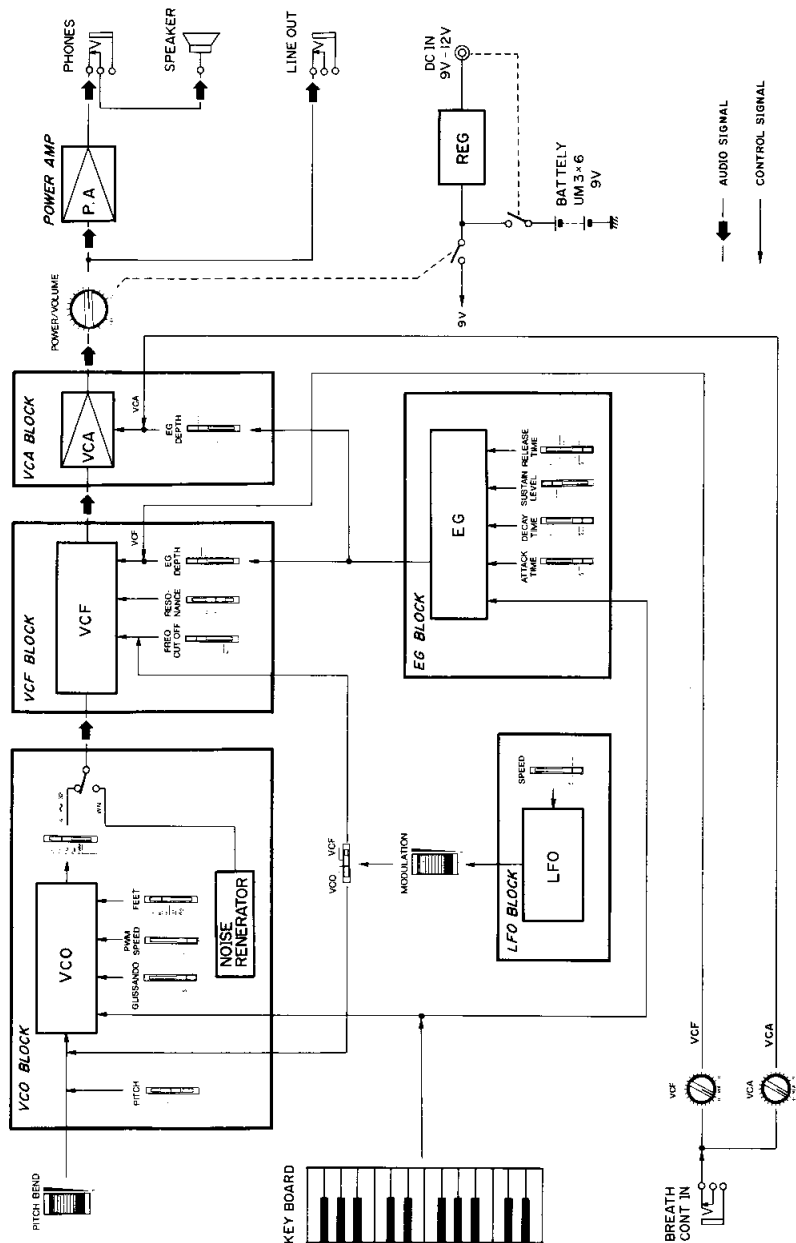 PITCH BEND
VCO BLOCK
PITCH
VCO
GLISSANDO
PWM
SPEED
FEET
NOISE
RENERATOR
VCF BLOCK
VCF
FREQ
CUT OFF
RESO-
NANCE
EG
DEPTH
VCF
VCA BLOCK
VCA
EG
DEPTH
VCA
POWER/VOLUME
POWER AMP
P.A
PHONES
SPEAKER
LINE OUT
KEY BOARD
VCO VCF
MODULATION
LFO BLOCK
LFO
SPEED
EG BLOCK
EG
ATTACK
TIME
DECAY
TIME
SUSTAIN
LEVEL
RELEASE
TIME
9V
REG
DC IN
9V - 12V
BATTELY
UM 3×6
9V
BREATH
CONT IN
VCF
VCF
VCA
VCA
AUDIO SIGNAL
CONTROL SIGNAL